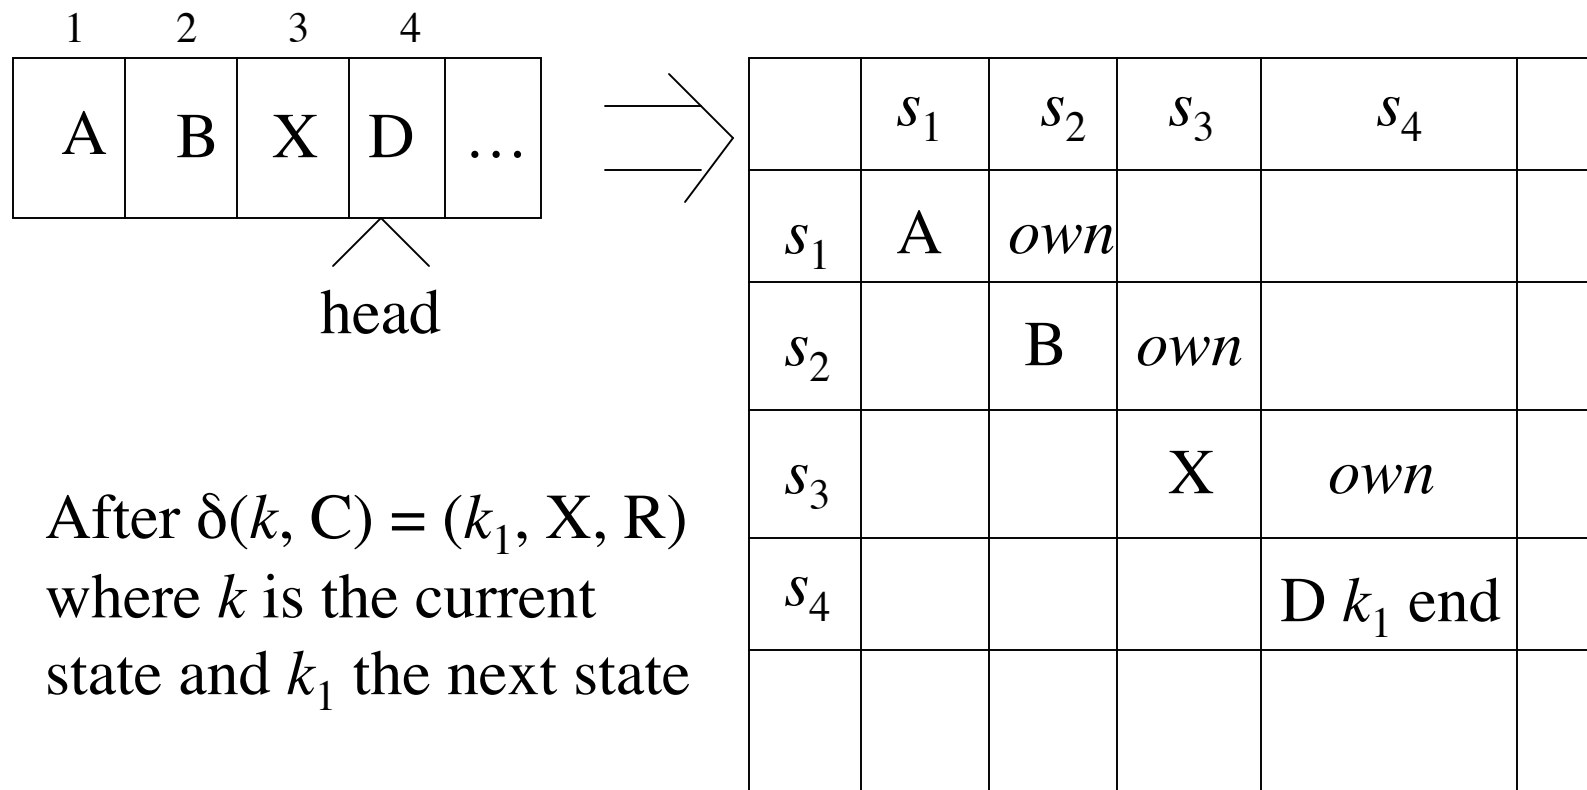 1 2 3 4
A B X D …
head
After δ(k, C) = (k₁, X, R)
where k is the current
state and k₁ the next state
s₁ s₂ s₃ s₄
s₁ A own
s₂ B own
s₃ X own
s₄ D k₁ end